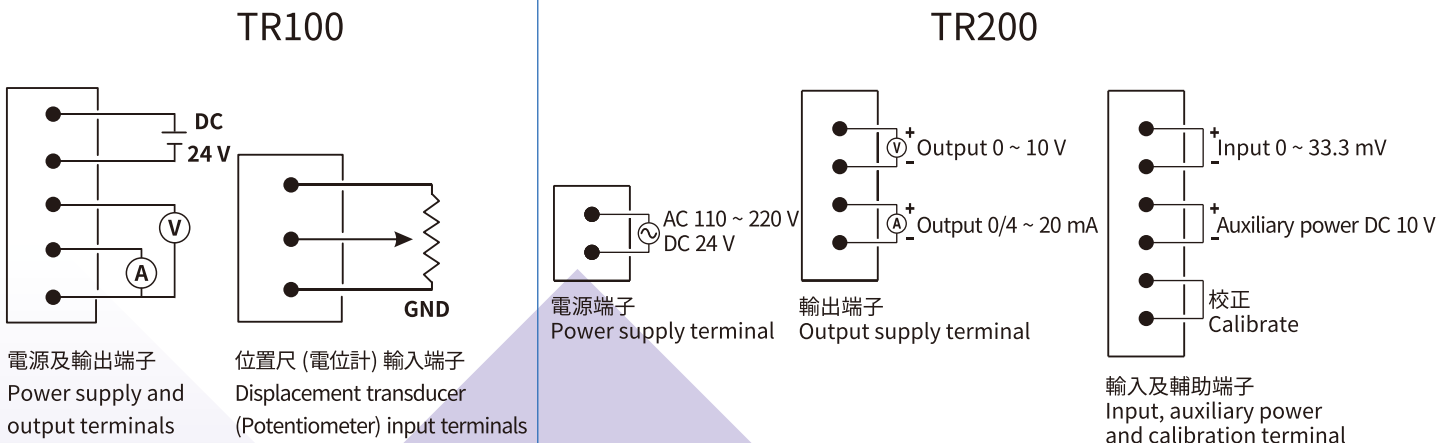 TR100
DC
24 V
V
A
GND
電源及輸出端子
Power supply and
output terminals
位置尺 (電位計) 輸入端子
Displacement transducer
(Potentiometer) input terminals
TR200
AC 110 ~ 220 V
DC 24 V
電源端子
Power supply terminal
V
+
-
Output 0 ~ 10 V
A
+
-
Output 0/4 ~ 20 mA
輸出端子
Output supply terminal
+
-
Input 0 ~ 33.3 mV
+
-
Auxiliary power DC 10 V
校正
Calibrate
輸入及輔助端子
Input, auxiliary power
and calibration terminal